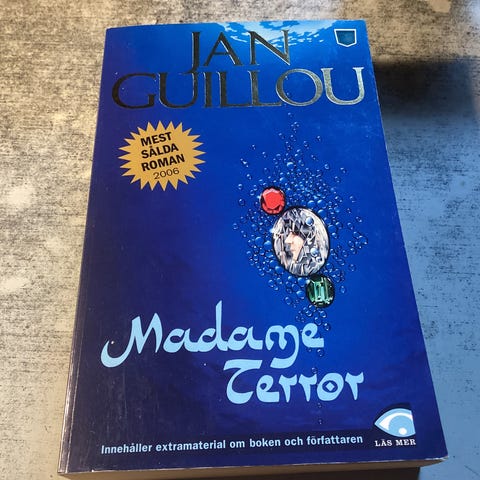 JAN
GUILLOU
MEST
SÅLDA
ROMAN
2006
Madame
Terror
Innehåller extramaterial om boken och författaren
LÄS MER